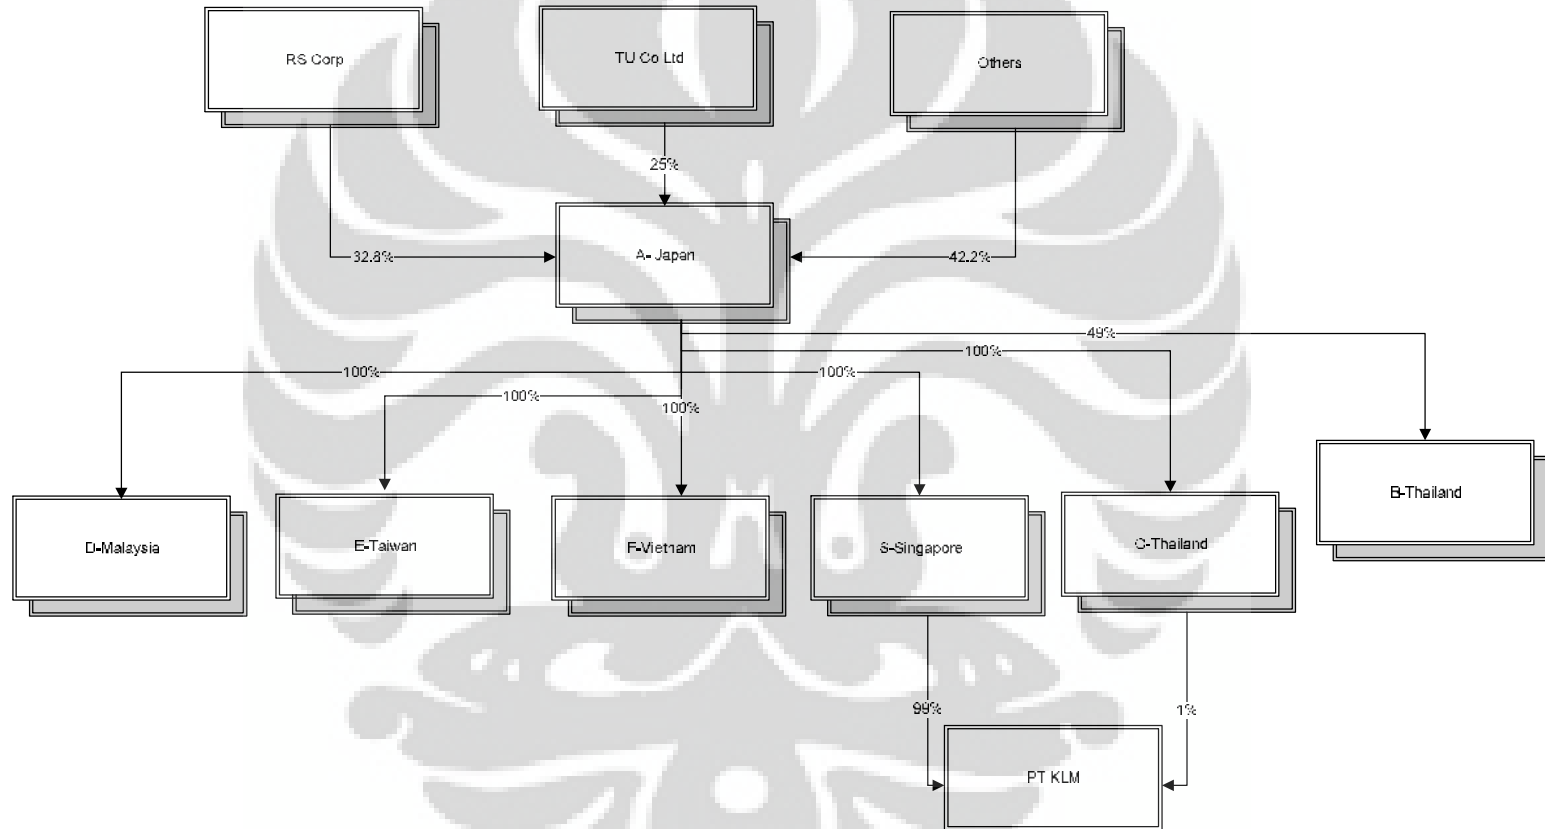 RS Corp
TU Co Ltd
Others
25%
A- Japan
32.8%
42.2%
49%
100%
100%
100%
100%
100%
B-Thailand
D-Malaysia
E-Taiwan
F-Vietnam
S-Singapore
C-Thailand
99%
1%
PT KLM